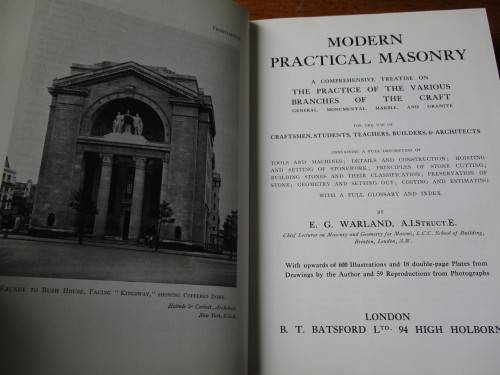 FRONTISPIECE
FAÇADE TO BUSH HOUSE, FACING "KINGSWAY," SHOWING COFFERED DOME.
Helmle & Corbett, Architects,
New York, U.S.A.
MODERN
PRACTICAL MASONRY
A COMPREHENSIVE TREATISE ON
THE PRACTICE OF THE VARIOUS
BRANCHES OF THE CRAFT
GENERAL, MONUMENTAL, MARBLE AND GRANITE
FOR THE USE OF
CRAFTSMEN, STUDENTS, TEACHERS, BUILDERS, & ARCHITECTS
CONTAINING A FULL DESCRIPTION OF
TOOLS AND MACHINES; DETAILS AND CONSTRUCTION; HOISTING
AND SETTING OF STONEWORK; PRINCIPLES OF STONE CUTTING;
BUILDING STONES AND THEIR CLASSIFICATION; PRESERVATION OF
STONE; GEOMETRY AND SETTING OUT; COSTING AND ESTIMATING
WITH A FULL GLOSSARY AND INDEX
BY
E. G. WARLAND, A.I.STRUCT.E.
Chief Lecturer on Masonry and Geometry for Masons, L.C.C. School of Building,
Brixton, London, S.W.
With upwards of 600 Illustrations and 18 double-page Plates from
Drawings by the Author and 59 Reproductions from Photographs
LONDON
B. T. BATSFORD LTD. 94 HIGH HOLBORN